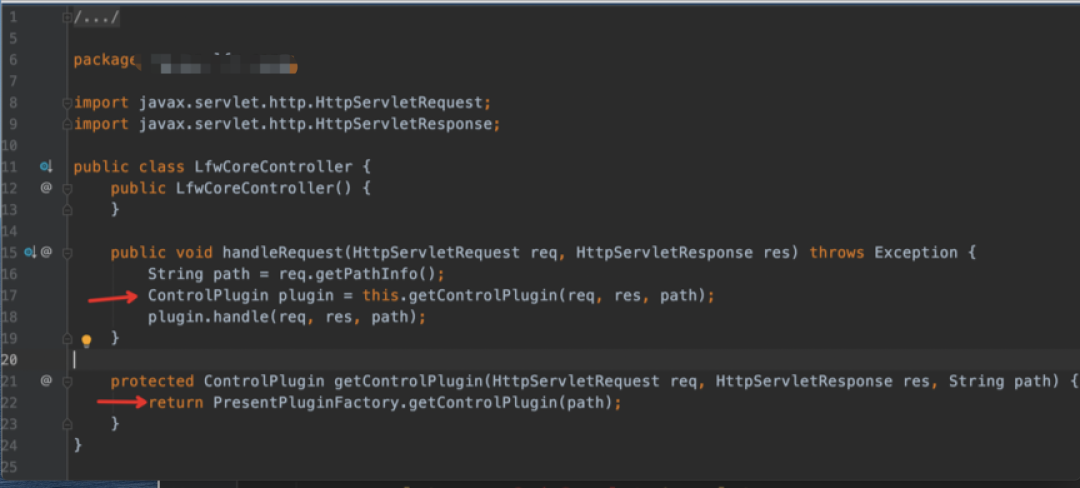 1 /.../
5
6 package
7
8 import javax.servlet.http.HttpServletRequest;
9 import javax.servlet.http.HttpServletResponse;
10
11 public class LfwCoreController {
12 @ public LfwCoreController() {
13 }
14
15 @ public void handleRequest(HttpServletRequest req, HttpServletResponse res) throws Exception {
16 String path = req.getPathInfo();
17 ControlPlugin plugin = this.getControlPlugin(req, res, path);
18 plugin.handle(req, res, path);
19 }
20
21 @ protected ControlPlugin getControlPlugin(HttpServletRequest req, HttpServletResponse res, String path) {
22 return PresentPluginFactory.getControlPlugin(path);
23 }
24 }
25